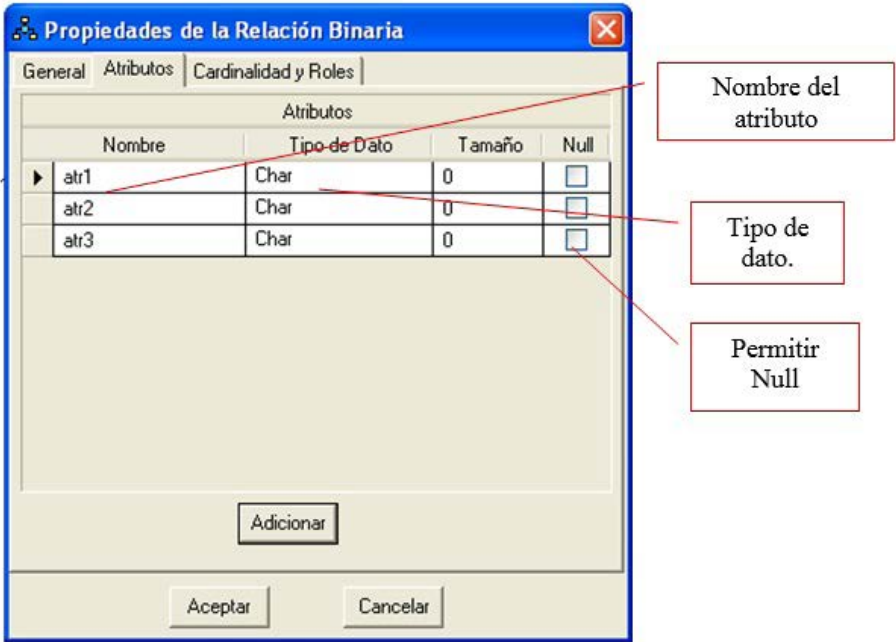 Propiedades de la Relación Binaria
General Atributos Cardinalidad y Roles
Atributos
Nombre Tipo de Dato Tamaño Null
atr1 Char 0
atr2 Char 0
atr3 Char 0
Adicionar
Aceptar Cancelar
Nombre del
atributo
Tipo de
dato.
Permitir
Null